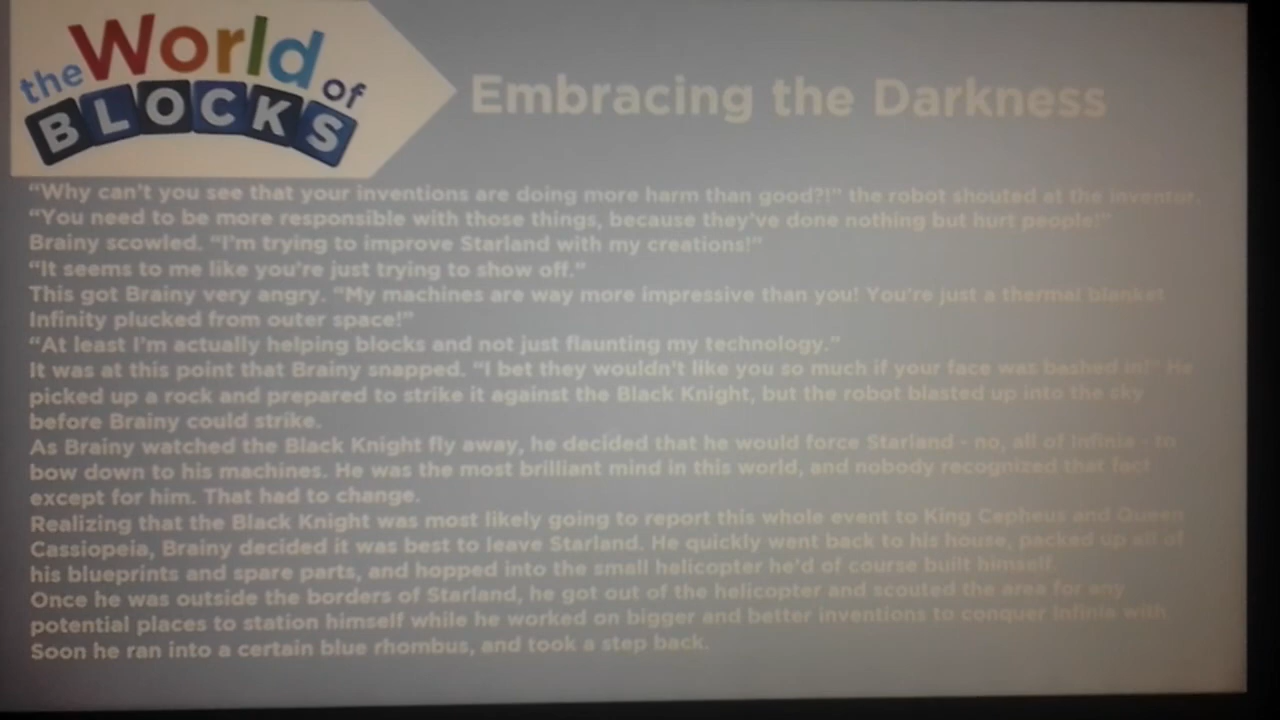 the World of
BLOCKS
Embracing the Darkness
“Why can’t you see that your inventions are doing more harm than good?!” the robot shouted at the inventor.
“You need to be more responsible with those things, because they’ve done nothing but hurt people!”
Brainy scowled. “I’m trying to improve Starland with my creations!”
“It seems to me like you’re just trying to show off.”
This got Brainy very angry. “My machines are way more impressive than you! You’re just a thermal blanket
Infinity plucked from outer space!”
“At least I’m actually helping blocks and not just flaunting my technology.”
It was at this point that Brainy snapped. “I bet they wouldn’t like you so much if your face was bashed in!” He
picked up a rock and prepared to strike it against the Black Knight, but the robot blasted up into the sky
before Brainy could strike.
As Brainy watched the Black Knight fly away, he decided that he would force Starland - no, all of Infinia - to
bow down to his machines. He was the most brilliant mind in this world, and nobody recognized that fact
except for him. That had to change.
Realizing that the Black Knight was most likely going to report this whole event to King Cepheus and Queen
Cassiopeia, Brainy decided it was best to leave Starland. He quickly went back to his house, packed up all of
his blueprints and spare parts, and hopped into the small helicopter he’d of course built himself.
Once he was outside the borders of Starland, he got out of the helicopter and scouted the area for any
potential places to station himself while he worked on bigger and better inventions to conquer Infinia with.
Soon he ran into a certain blue rhombus, and took a step back.